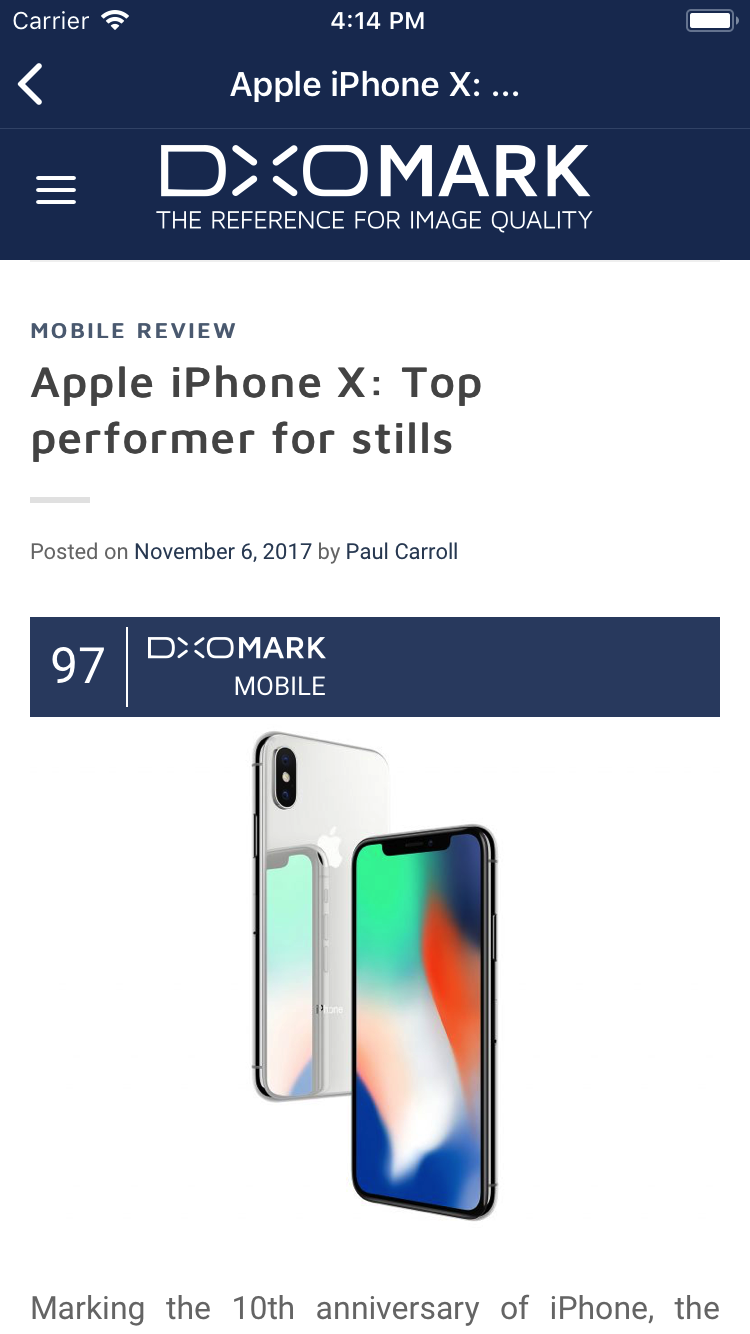 Carrier 4:14 PM
Apple iPhone X: ...
DXOMARK
THE REFERENCE FOR IMAGE QUALITY
MOBILE REVIEW
Apple iPhone X: Top
performer for stills
Posted on November 6, 2017 by Paul Carroll
97 DXOMARK
MOBILE
iPhone
Marking the 10th anniversary of iPhone, the